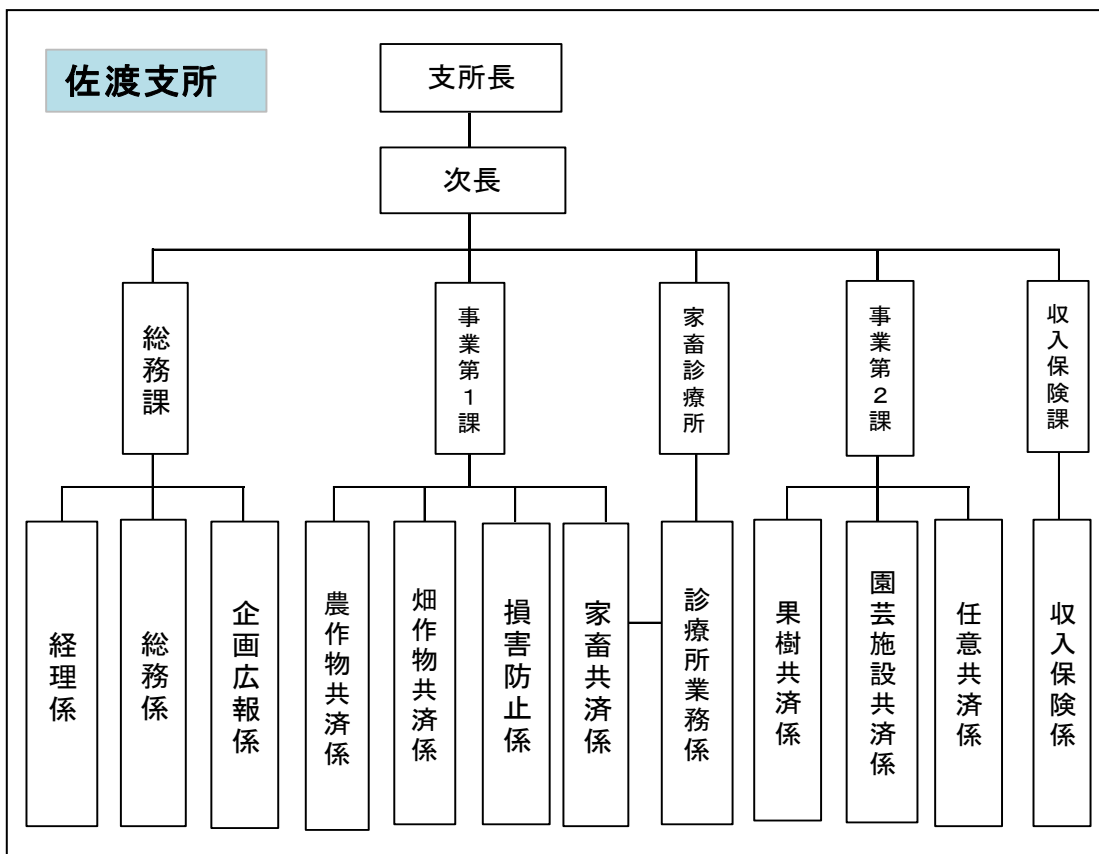 佐渡支所
支所長
次長
総務課
事業第1課
家畜診療所
事業第2課
収入保険課
経理係
総務係
企画広報係
農作物共済係
畑作物共済係
損害防止係
家畜共済係
診療所業務係
果樹共済係
園芸施設共済係
任意共済係
収入保険係